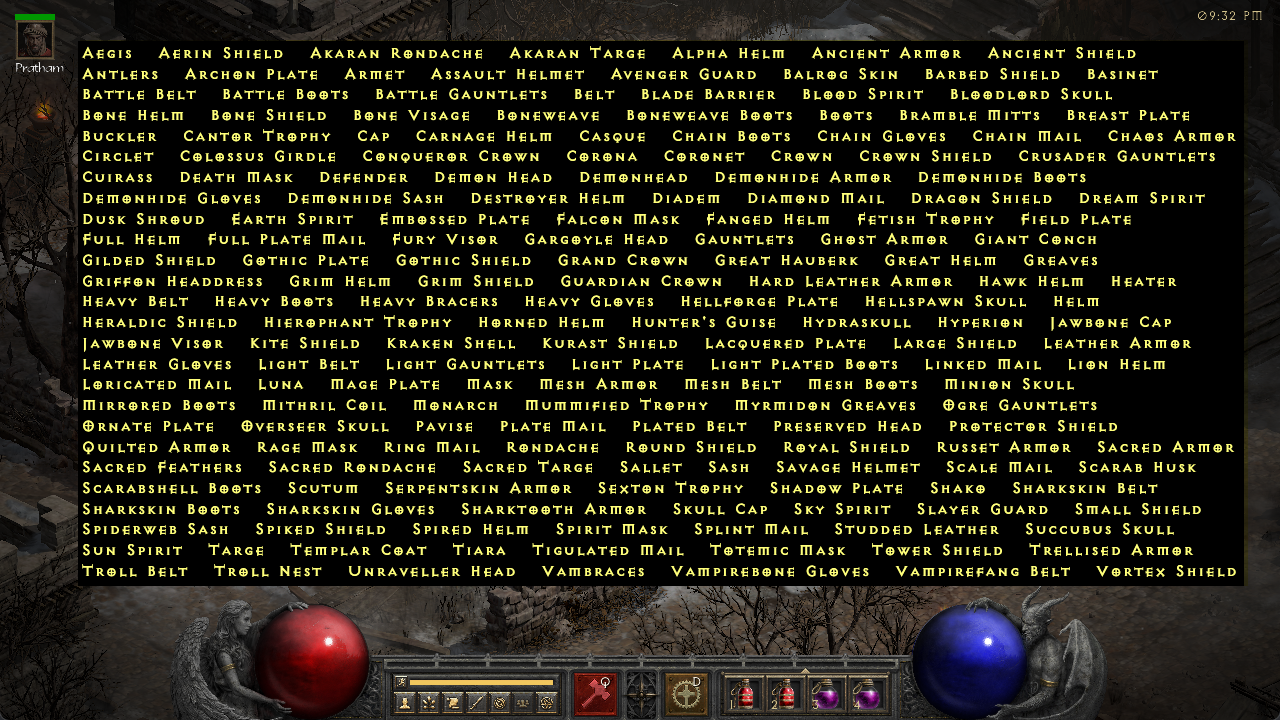 09:32 PM
Pratham
Aegis Aerin Shield Akaran Rondache Akaran Targe Alpha Helm Ancient Armor Ancient Shield
Antlers Archon Plate Armet Assault Helmet Avenger Guard Balrog Skin Barbed Shield Basinet
Battle Belt Battle Boots Battle Gauntlets Belt Blade Barrier Blood Spirit Bloodlord Skull
Bone Helm Bone Shield Bone Visage Boneweave Boneweave Boots Boots Bramble Mitts Breast Plate
Buckler Cantor Trophy Cap Carnage Helm Casque Chain Boots Chain Gloves Chain Mail Chaos Armor
Circlet Colossus Girdle Conqueror Crown Corona Coronet Crown Crown Shield Crusader Gauntlets
Cuirass Death Mask Defender Demon Head Demonhead Demonhide Armor Demonhide Boots
Demonhide Gloves Demonhide Sash Destroyer Helm Diadem Diamond Mail Dragon Shield Dream Spirit
Dusk Shroud Earth Spirit Embossed Plate Falcon Mask Fanged Helm Fetish Trophy Field Plate
Full Helm Full Plate Mail Fury Visor Gargoyle Head Gauntlets Ghost Armor Giant Conch
Gilded Shield Gothic Plate Gothic Shield Grand Crown Great Hauberk Great Helm Greaves
Griffon Headdress Grim Helm Grim Shield Guardian Crown Hard Leather Armor Hawk Helm Heater
Heavy Belt Heavy Boots Heavy Bracers Heavy Gloves Hellforge Plate Hellspawn Skull Helm
Heraldic Shield Hierophant Trophy Horned Helm Hunter's Guise Hydraskull Hyperion Jawbone Cap
Jawbone Visor Kite Shield Kraken Shell Kurast Shield Lacquered Plate Large Shield Leather Armor
Leather Gloves Light Belt Light Gauntlets Light Plate Light Plated Boots Linked Mail Lion Helm
Loricated Mail Luna Mage Plate Mask Mesh Armor Mesh Belt Mesh Boots Minion Skull
Mirrored Boots Mithril Coil Monarch Mummified Trophy Myrmidon Greaves Ogre Gauntlets
Ornate Plate Overseer Skull Pavise Plate Mail Plated Belt Preserved Head Protector Shield
Quilted Armor Rage Mask Ring Mail Rondache Round Shield Royal Shield Russet Armor Sacred Armor
Sacred Feathers Sacred Rondache Sacred Targe Sallet Sash Savage Helmet Scale Mail Scarab Husk
Scarabshell Boots Scutum Serpentskin Armor Sexton Trophy Shadow Plate Shako Sharkskin Belt
Sharkskin Boots Sharkskin Gloves Sharktooth Armor Skull Cap Sky Spirit Slayer Guard Small Shield
Spiderweb Sash Spiked Shield Spired Helm Spirit Mask Splint Mail Studded Leather Succubus Skull
Sun Spirit Targe Templar Coat Tiara Tigulated Mail Totemic Mask Tower Shield Trellised Armor
Troll Belt Troll Nest Unraveller Head Vambraces Vampirebone Gloves Vampirefang Belt Vortex Shield
Q D
1 2 3 4